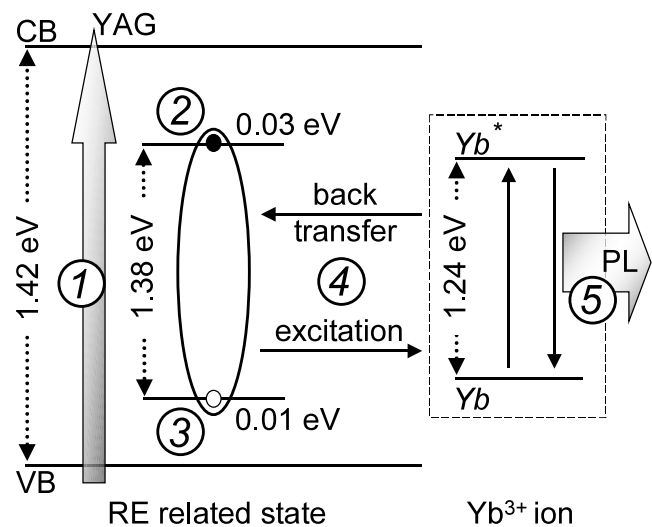 CB
YAG
2
0.03 eV
Yb*
1.42 eV
1
1.38 eV
back
transfer
4
excitation
1.24 eV
PL
5
Yb
3
0.01 eV
VB
RE related state
Yb³⁺ ion